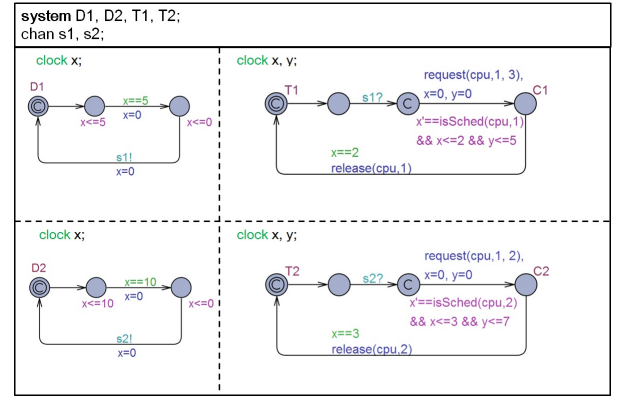 system D1, D2, T1, T2;
chan s1, s2;
clock x;
D1
C
x<=5
x==5
x=0
x<=0
s1!
x=0
clock x, y;
T1
C
s1?
C
request(cpu,1, 3),
x=0, y=0
C1
x'==isSched(cpu,1)
&& x<=2 && y<=5
x==2
release(cpu,1)
clock x;
D2
C
x<=10
x==10
x=0
x<=0
s2!
x=0
clock x, y;
T2
C
s2?
C
request(cpu,1, 2),
x=0, y=0
C2
x'==isSched(cpu,2)
&& x<=3 && y<=7
x==3
release(cpu,2)